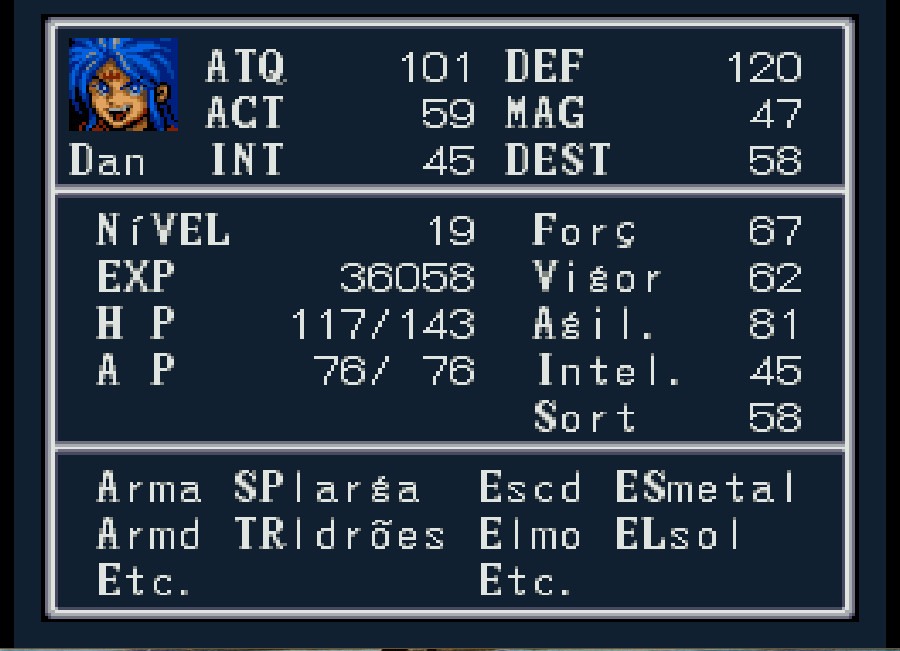 ATQ 101 DEF 120
ACT 59 MAG 47
Dan INT 45 DEST 58
NíVEL 19 Forç 67
EXP 36058 Vigor 62
H P 117/143 Agil. 81
A P 76/ 76 Intel. 45
Sort 58
Arma SPlarga Escd ESmetal
Armd TRldrões Elmo ELsol
Etc. Etc.